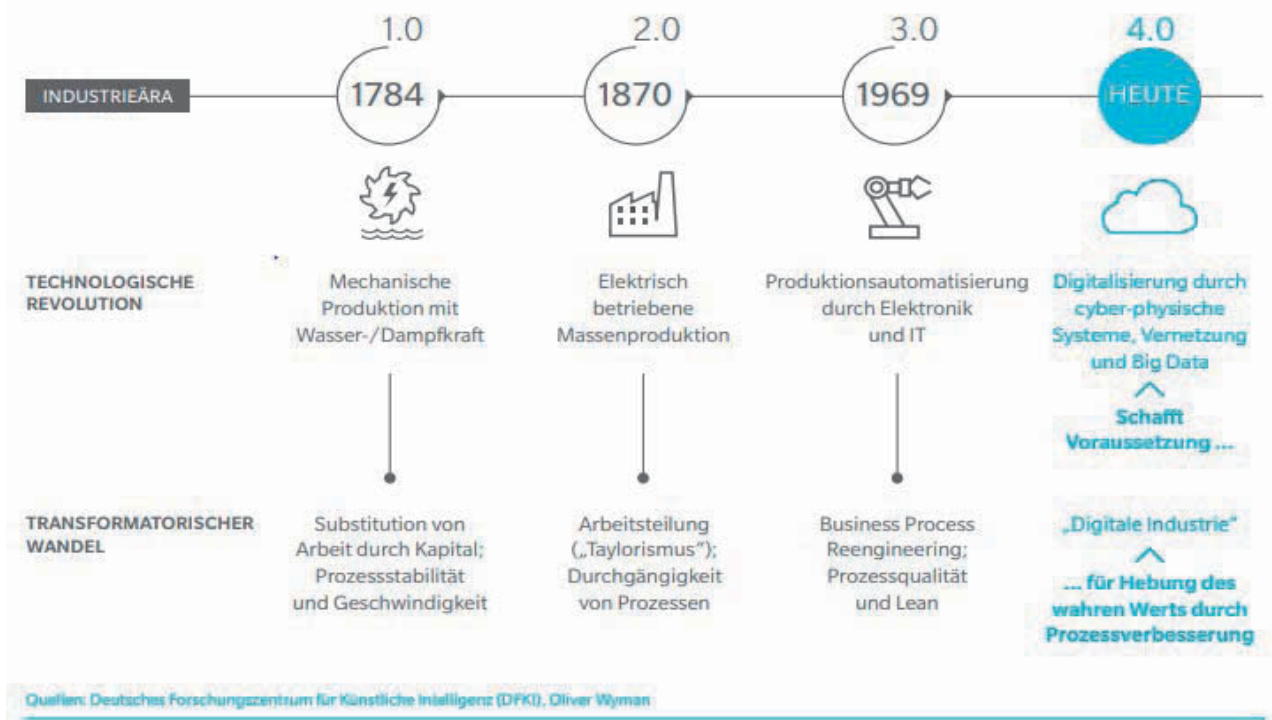 1.0
2.0
3.0
4.0
INDUSTRIEÄRA
1784
1870
1969
HEUTE
TECHNOLOGISCHE
REVOLUTION
Mechanische
Produktion mit
Wasser-/Dampfkraft
Elektrisch
betriebene
Massenproduktion
Produktionsautomatisierung
durch Elektronik
und IT
Digitalisierung durch
cyber-physische
Systeme, Vernetzung
und Big Data
Schafft
Voraussetzung ...
TRANSFORMATORISCHER
WANDEL
Substitution von
Arbeit durch Kapital;
Prozessstabilität
und Geschwindigkeit
Arbeitsteilung
(„Taylorismus“);
Durchgängigkeit
von Prozessen
Business Process
Reengineering;
Prozessqualität
und Lean
„Digitale Industrie“
... für Hebung des
wahren Werts durch
Prozessverbesserung
Quellen: Deutsches Forschungszentrum für Künstliche Intelligenz (DFKI), Oliver Wyman